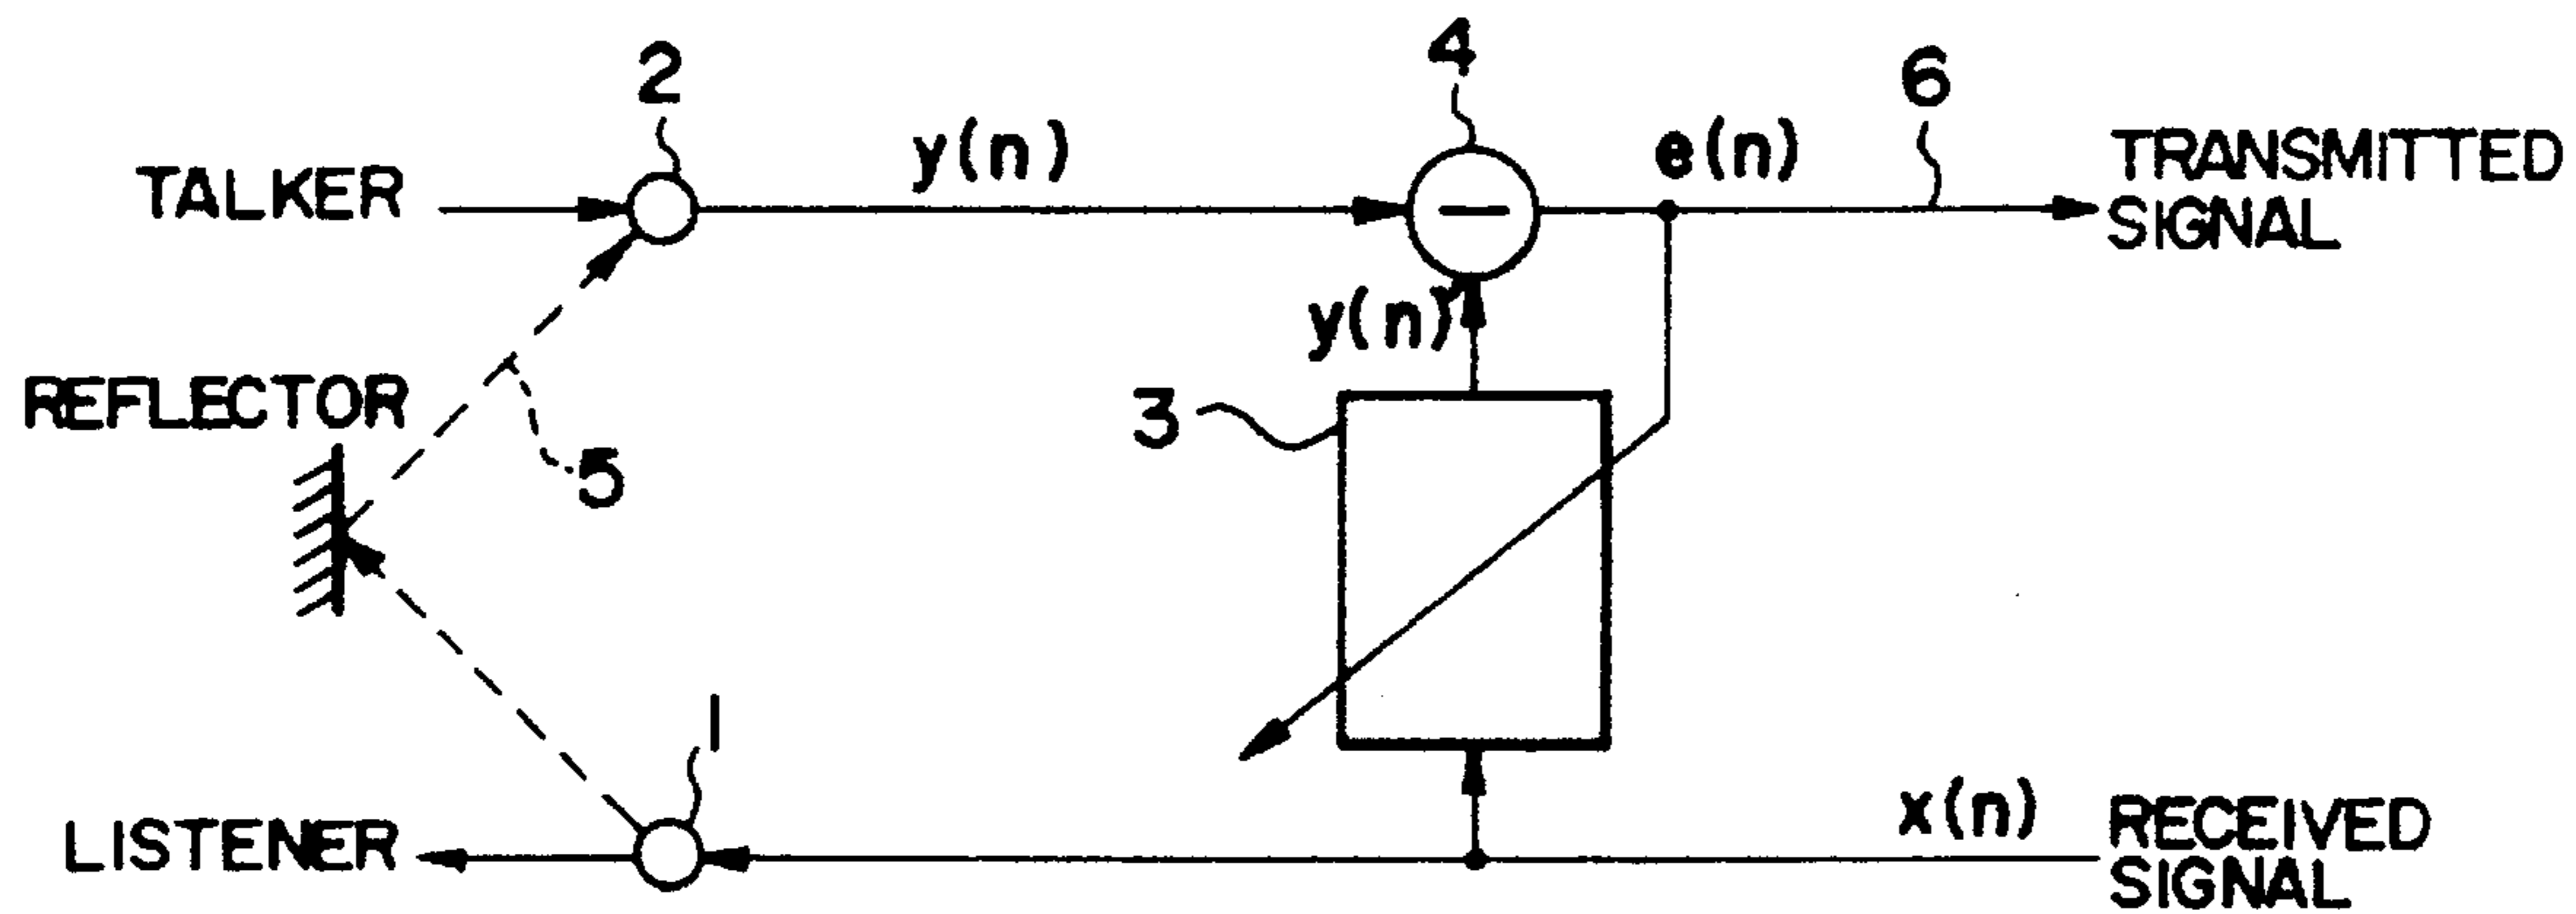 2
4
6
TALKER
y(n)
e(n)
TRANSMITTED
SIGNAL
y(n)
REFLECTOR
3
5
1
x(n)
LISTENER
RECEIVED
SIGNAL